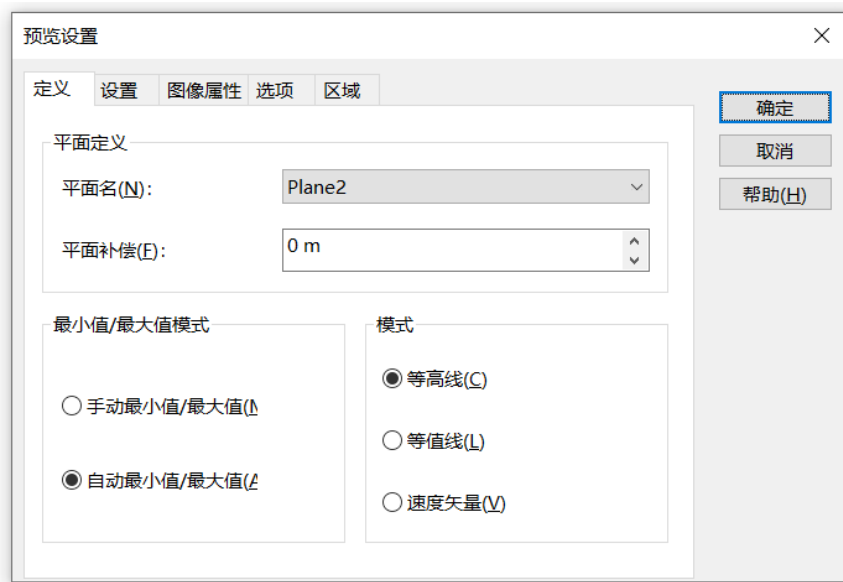 预览设置
定义 设置 图像属性 选项 区域
确定
取消
帮助(H)
平面定义
平面名(N): Plane2
平面补偿(F): 0 m
最小值/最大值模式
手动最小值/最大值(
自动最小值/最大值(A
模式
等高线(C)
等值线(L)
速度矢量(V)